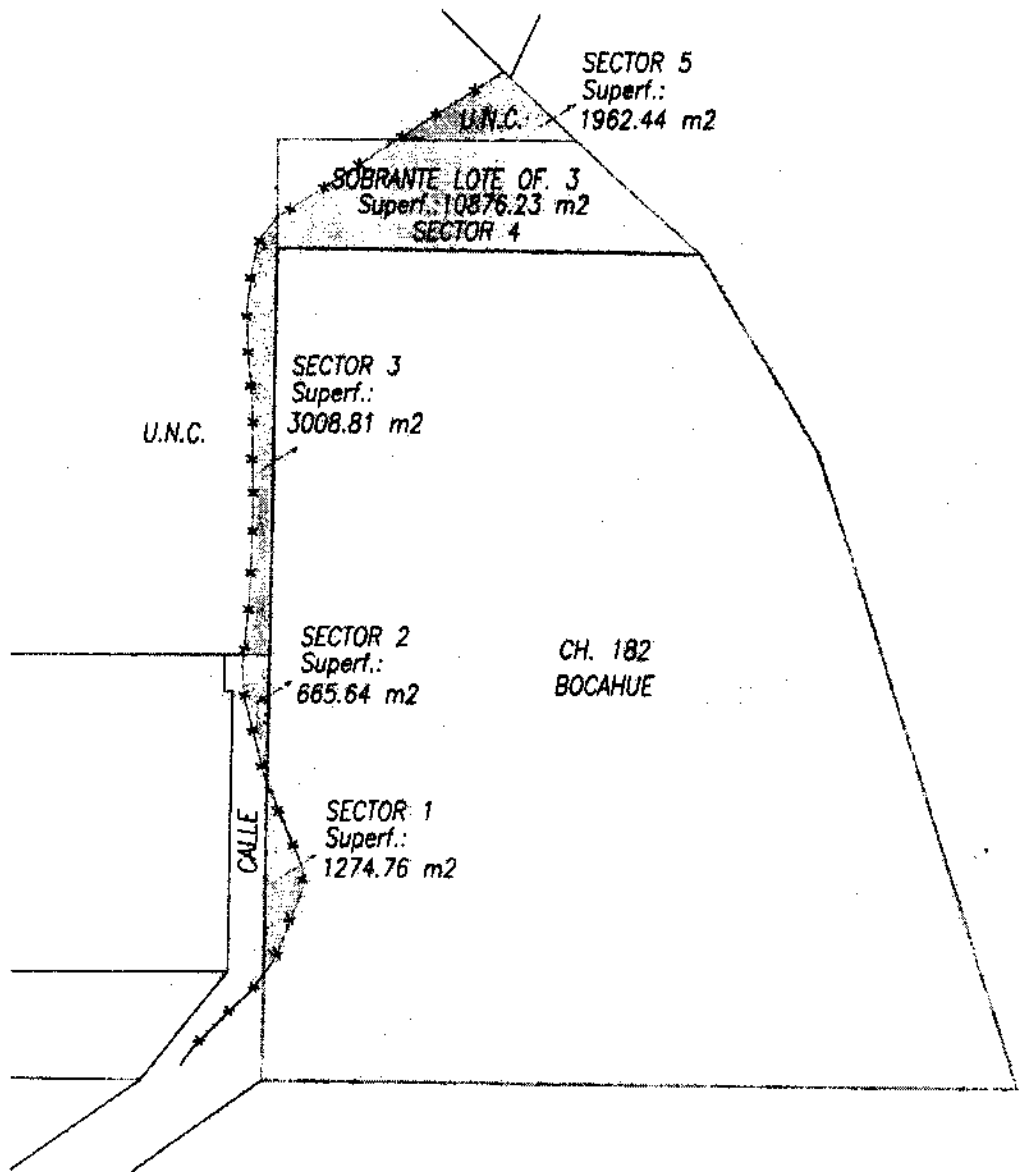 SECTOR 5
Superf.:
1962.44 m2
U.N.C.
SOBRANTE LOTE OF. 3
Superf.:10876.23 m2
SECTOR 4
SECTOR 3
Superf.:
3008.81 m2
U.N.C.
SECTOR 2
Superf.:
665.64 m2
CH. 182
BOCAHUE
SECTOR 1
Superf.:
1274.76 m2
CALLE